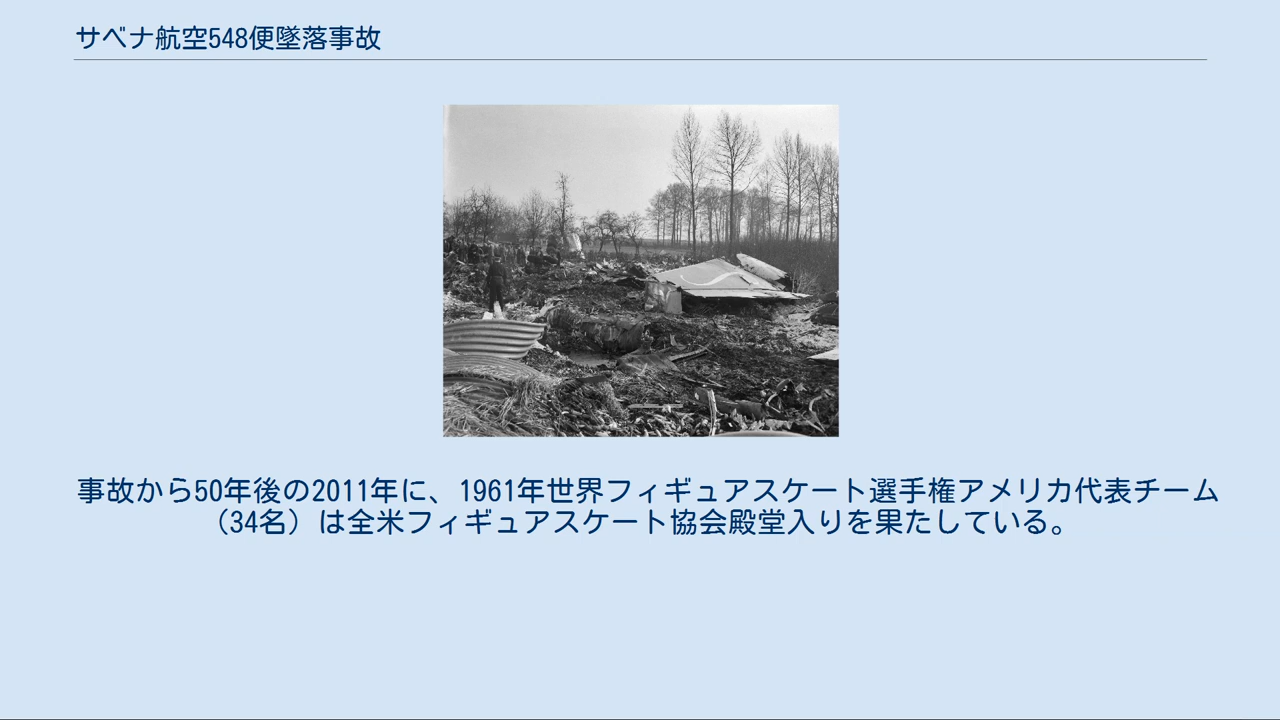 サベナ航空548便墜落事故
事故から50年後の2011年に、1961年世界フィギュアスケート選手権アメリカ代表チーム
（34名）は全米フィギュアスケート協会殿堂入りを果たしている。